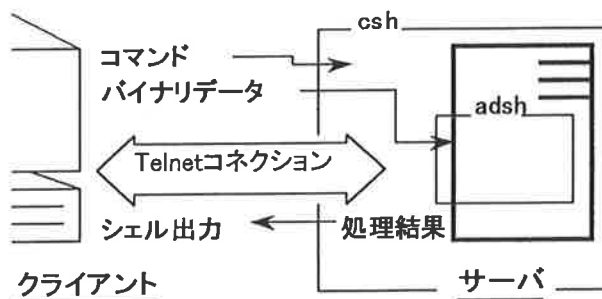 csh
コマンド
バイナリデータ
adsh
Telnetコネクション
シェル出力
処理結果
クライアント
サーバ